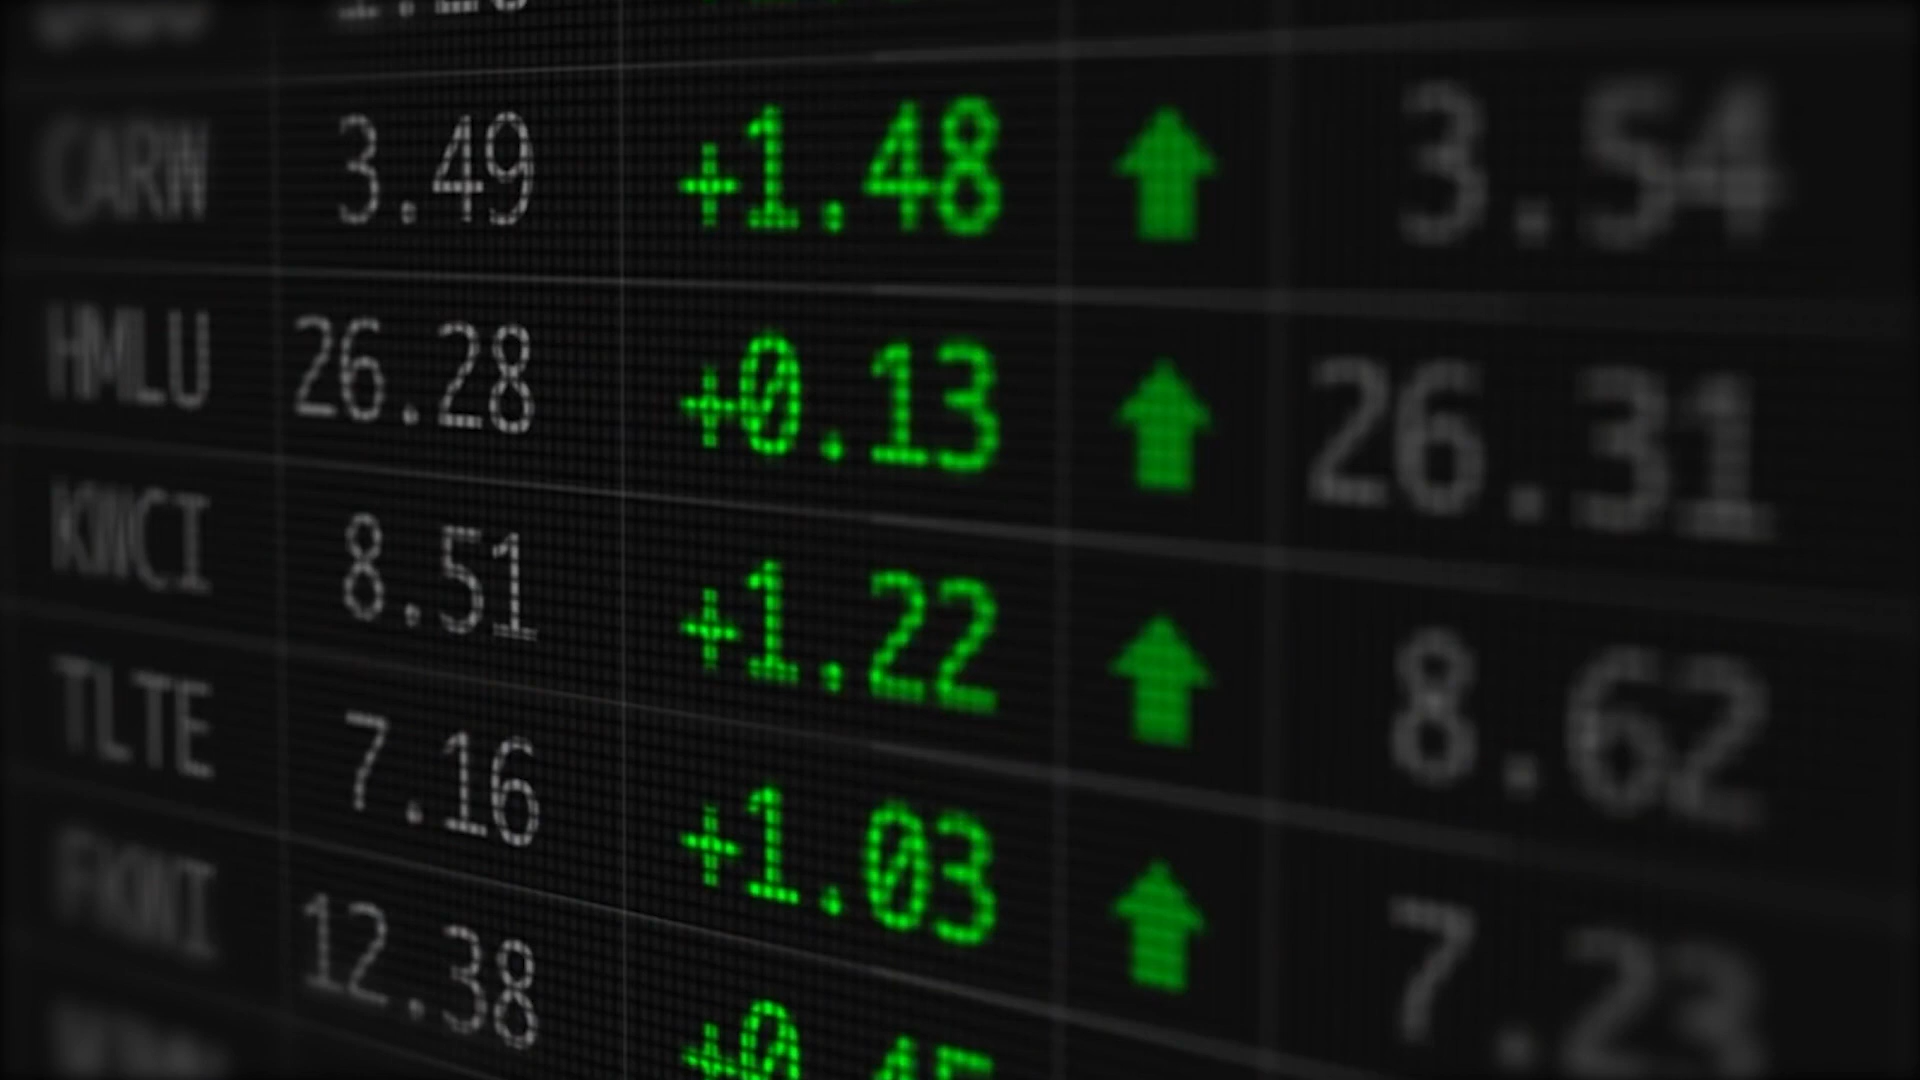 CARW 3.49 +1.48 3.54
HMLU 26.28 +0.13 26.31
KWCI 8.51 +1.22 8.62
TLTE 7.16 +1.03 7.23
12.38